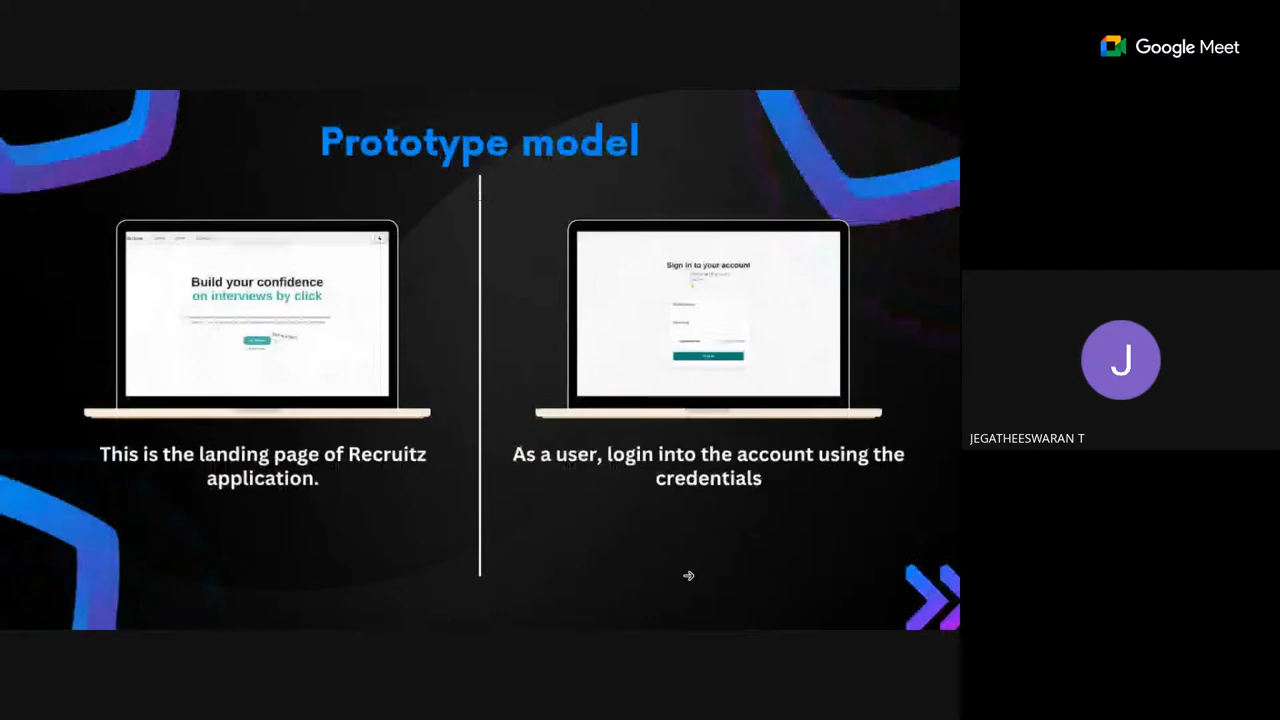 Google Meet
Prototype model
Build your confidence
on interviews by click
Sign in to your account
This is the landing page of Recruitz
application.
As a user, login into the account using the
credentials
J
JEGATHEESWARAN T